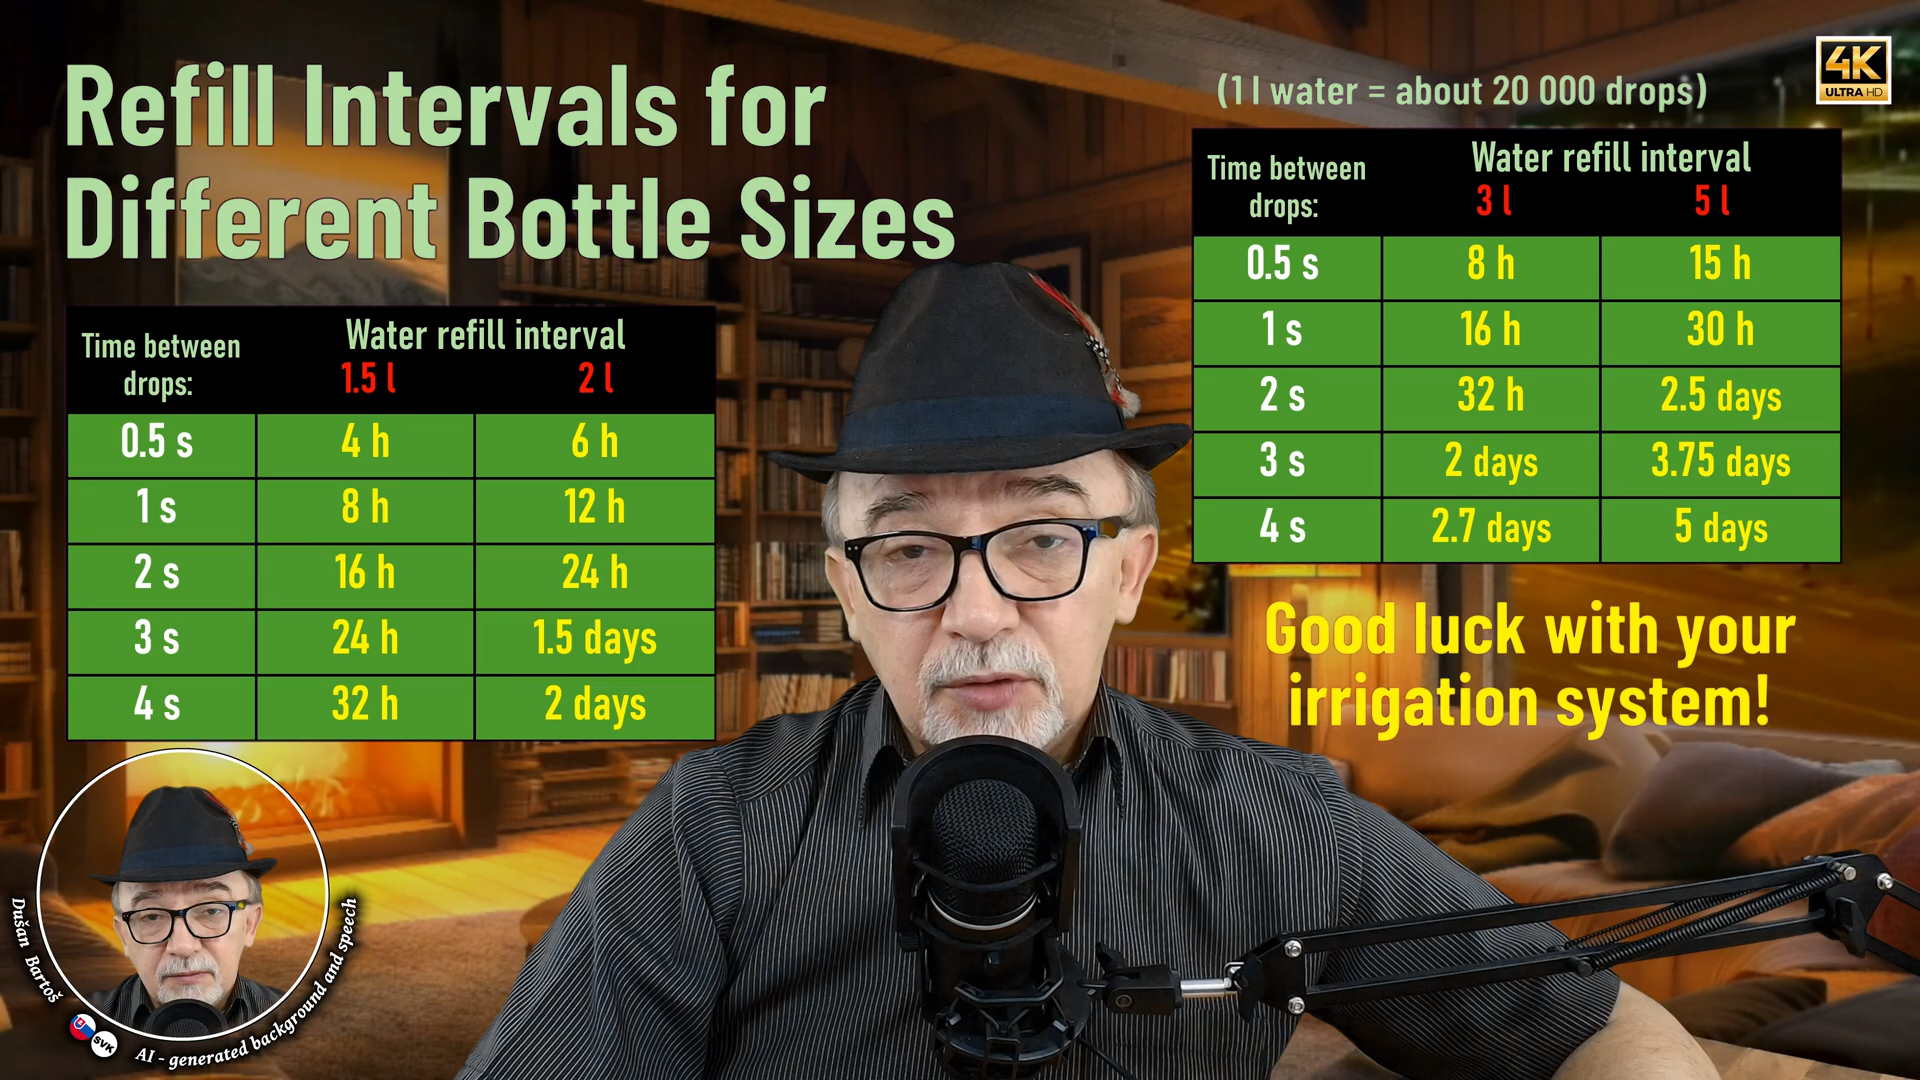 Refill Intervals for
Different Bottle Sizes
Time between
drops:
Water refill interval
1.5 l
2 l
0.5 s
4 h
6 h
1 s
8 h
12 h
2 s
16 h
24 h
3 s
24 h
1.5 days
4 s
32 h
2 days
(1 l water = about 20 000 drops)
Time between
drops:
Water refill interval
3 l
5 l
0.5 s
8 h
15 h
1 s
16 h
30 h
2 s
32 h
2.5 days
3 s
2 days
3.75 days
4 s
2.7 days
5 days
Good luck with your
irrigation system!
4K
ULTRA HD
Dušan Bartoš
SVK
AI - generated background and speech